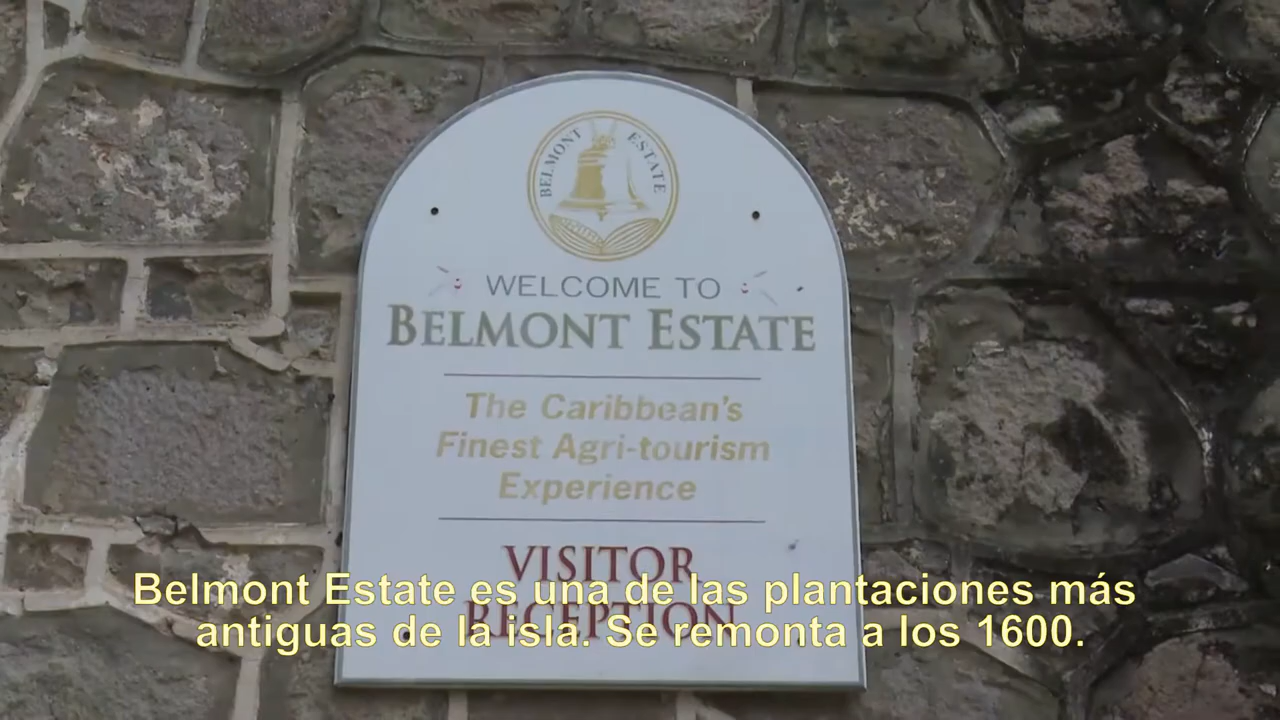 BELMONT ESTATE
WELCOME TO
BELMONT ESTATE
The Caribbean's
Finest Agri-tourism
Experience
VISITOR
RECEPTION
Belmont Estate es una de las plantaciones más
antiguas de la isla. Se remonta a los 1600.